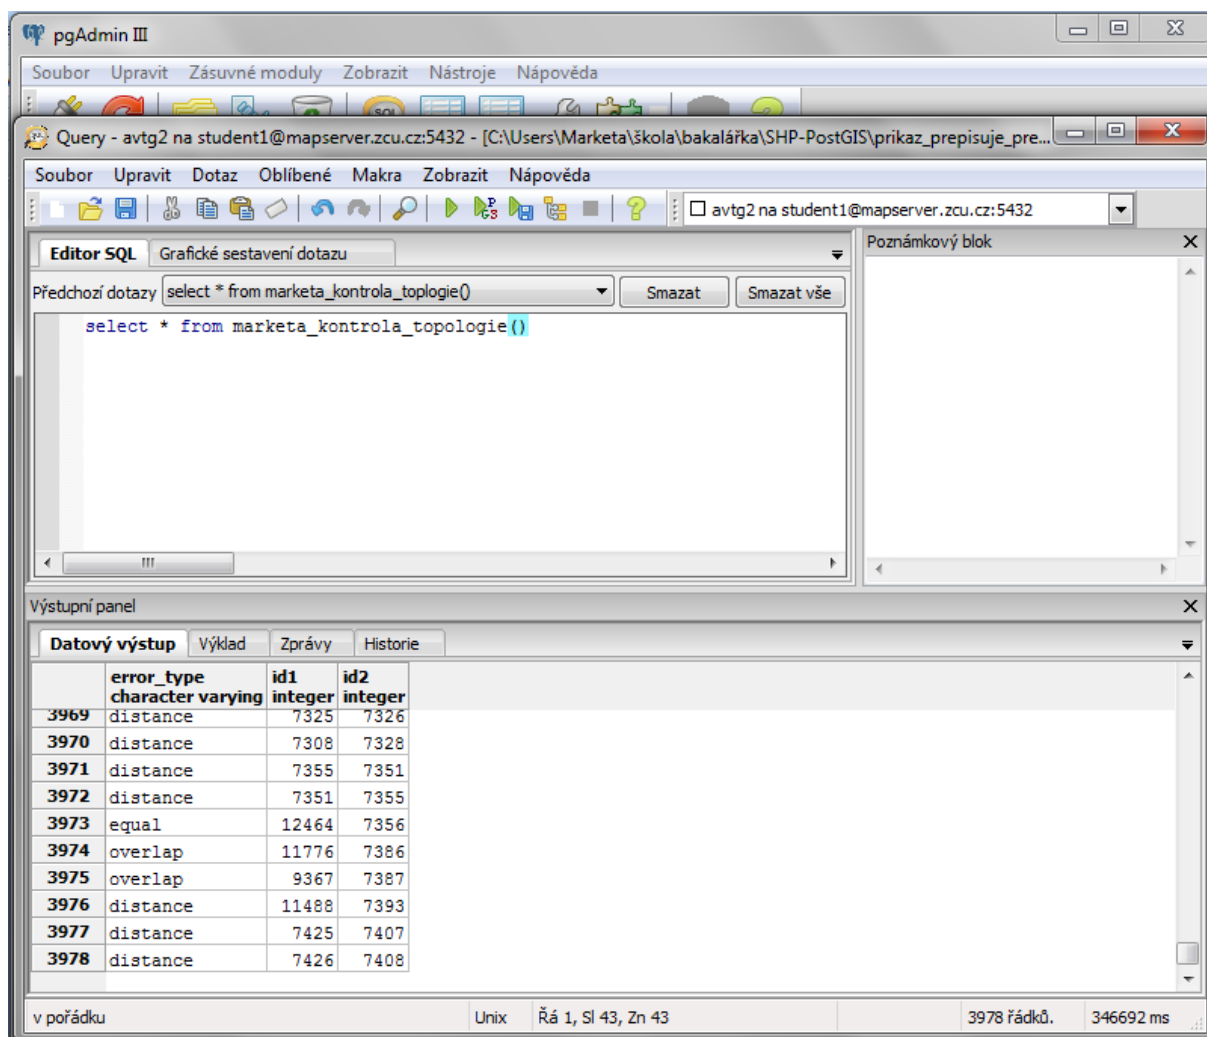 pgAdmin III
Soubor Upravit Zásuvné moduly Zobrazit Nástroje Nápověda
Query - avtg2 na student1@mapserver.zcu.cz:5432 - [C:\Users\Marketa\škola\bakalářka\SHP-PostGIS\prikaz_prepisuje_pre...
Soubor Upravit Dotaz Oblíbené Makra Zobrazit Nápověda
avtg2 na student1@mapserver.zcu.cz:5432
Editor SQL Grafické sestavení dotazu
Poznámkový blok
Předchozí dotazy select * from marketa_kontrola_toplogie() Smazat Smazat vše
select * from marketa_kontrola_topologie()
Výstupní panel
Datový výstup Výklad Zprávy Historie
error_type id1 id2
character varying integer integer
3969 distance 7325 7326
3970 distance 7308 7328
3971 distance 7355 7351
3972 distance 7351 7355
3973 equal 12464 7356
3974 overlap 11776 7386
3975 overlap 9367 7387
3976 distance 11488 7393
3977 distance 7425 7407
3978 distance 7426 7408
v pořádku Unix Řá 1, Sl 43, Zn 43 3978 řádků. 346692 ms